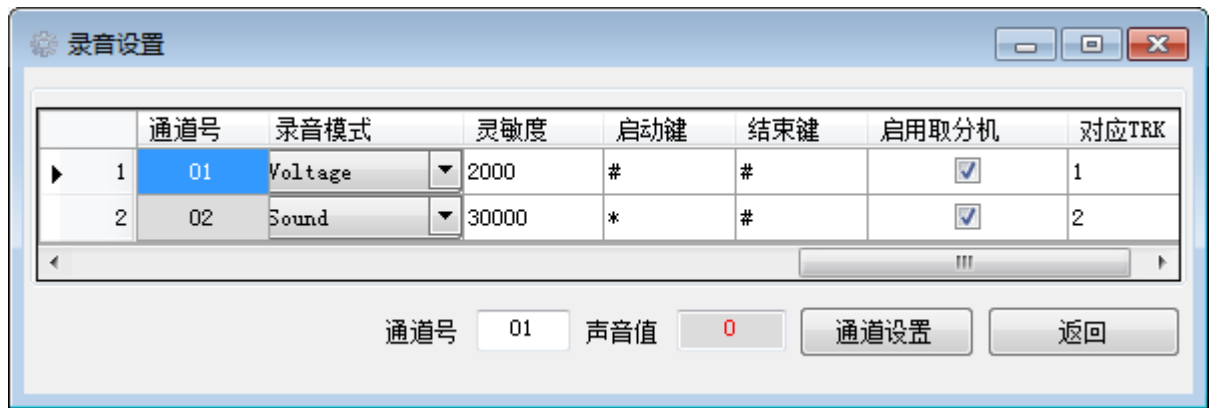 录音设置
通道号 录音模式 灵敏度 启动键 结束键 启用取分机 对应TRK
1 01 Voltage 2000 # # 1
2 02 Sound 30000 * # 2
通道号 01 声音值 0 通道设置 返回